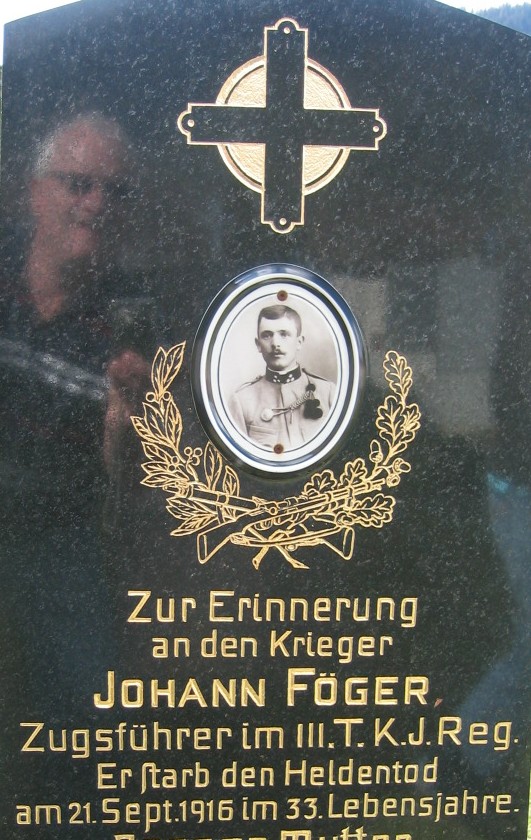 Zur Erinnerung
an den Krieger
JOHANN FÖGER,
Zugsführer im III.T.K.J.Reg.
Er starb den Heldentod
am 21. Sept. 1916 im 33. Lebensjahre.
Mutter